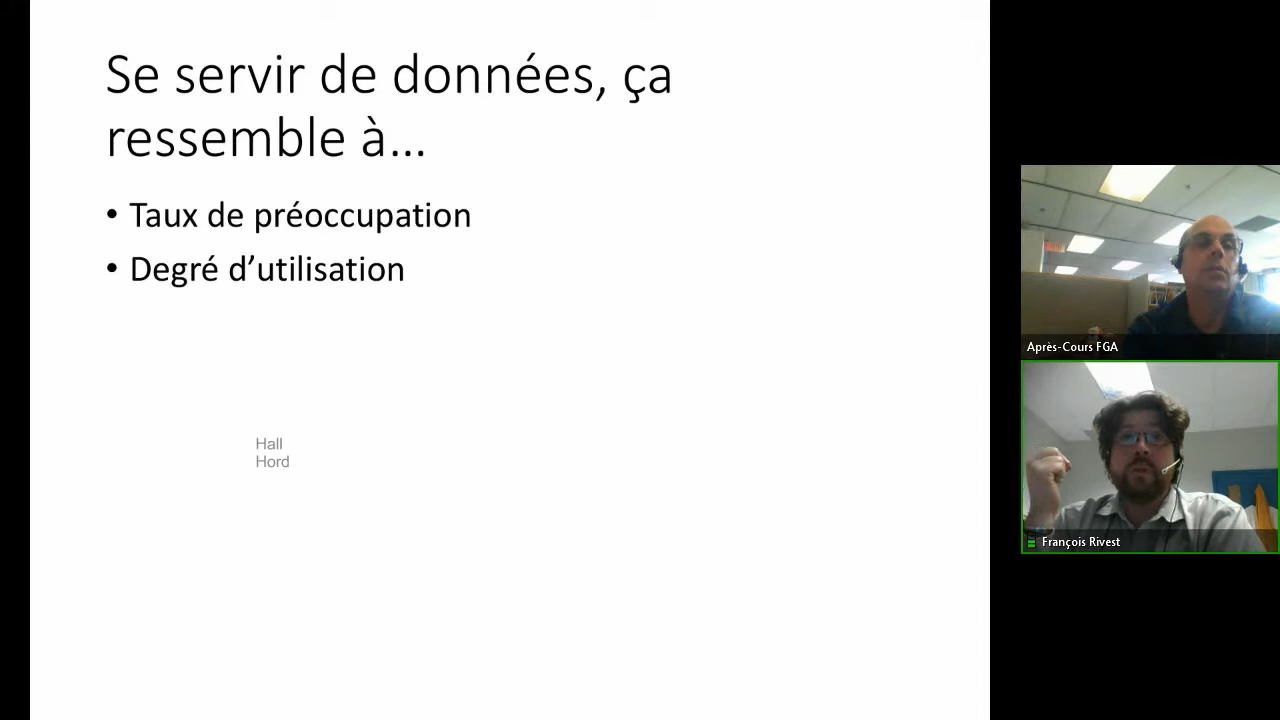 Se servir de données, ça
ressemble à...
• Taux de préoccupation
• Degré d’utilisation
Hall
Hord
Après-Cours FGA
François Rivest